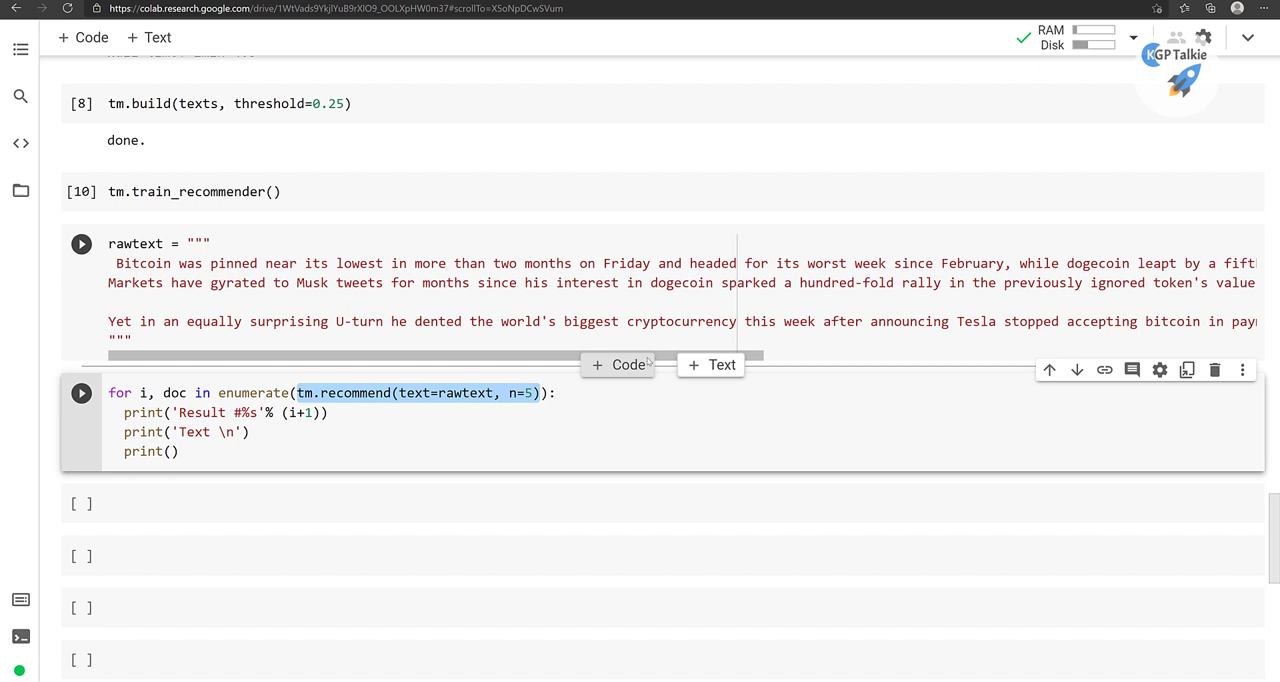 https://colab.research.google.com/drive/1WtVads9YkjlYuB9rXlO9_OOLXpHW0m37#scrollTo=XSoNpDCwSVum
+ Code + Text
RAM
Disk
KGPTalkie
[8] tm.build(texts, threshold=0.25)
done.
[10] tm.train_recommender()
rawtext = """
Bitcoin was pinned near its lowest in more than two months on Friday and headed for its worst week since February, while dogecoin leapt by a fift
Markets have gyrated to Musk tweets for months since his interest in dogecoin sparked a hundred-fold rally in the previously ignored token's value
Yet in an equally surprising U-turn he dented the world's biggest cryptocurrency this week after announcing Tesla stopped accepting bitcoin in pay
"""
+ Code + Text
for i, doc in enumerate(tm.recommend(text=rawtext, n=5)):
print('Result #%s'% (i+1))
print('Text \n')
print()
[ ]
[ ]
[ ]
[ ]